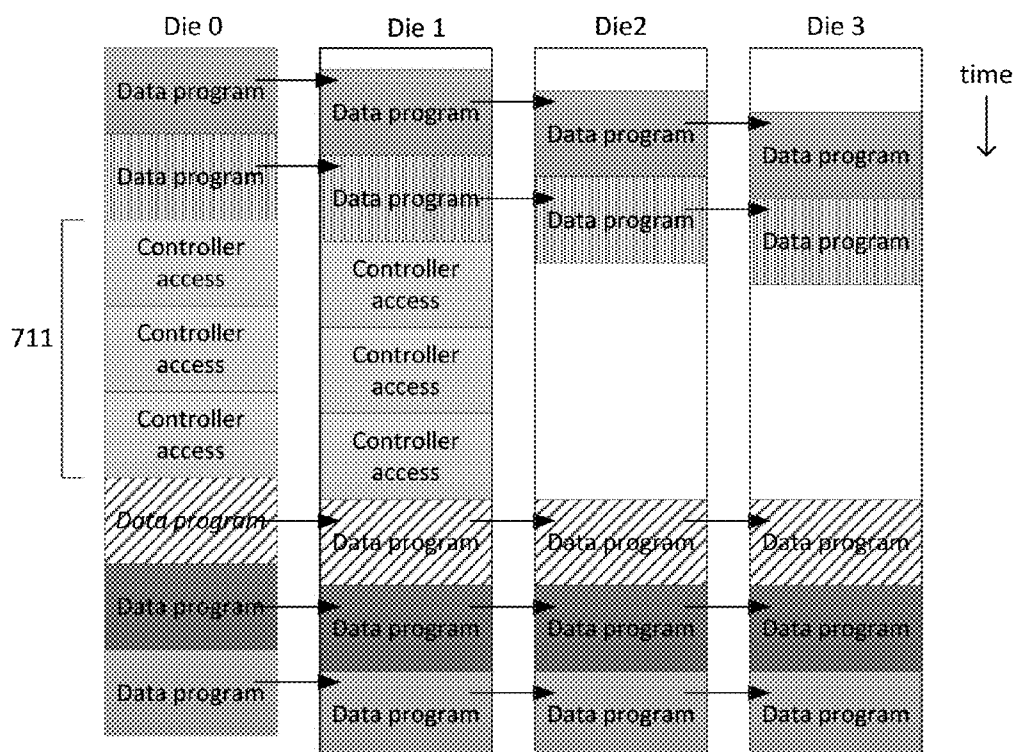 Die 0
Die 1
Die2
Die 3
time
Data program
Data program
Data program
Data program
Data program
Data program
Data program
Data program
Controller
access
Controller
access
711
Controller
access
Controller
access
Controller
access
Controller
access
Data program
Data program
Data program
Data program
Data program
Data program
Data program
Data program
Data program
Data program
Data program
Data program